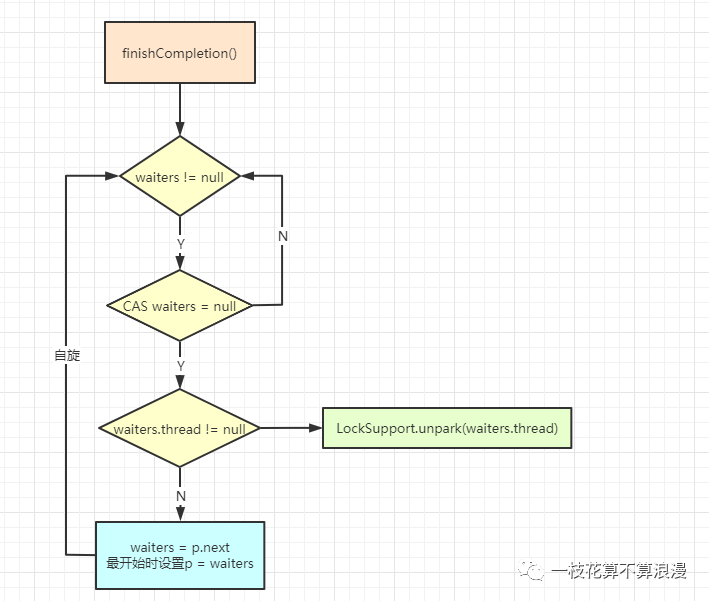 finishCompletion()
waiters != null
N
Y
CAS waiters = null
自旋
Y
waiters.thread != null
LockSupport.unpark(waiters.thread)
N
waiters = p.next
最开始时设置p = waiters
一枝花算不算浪漫